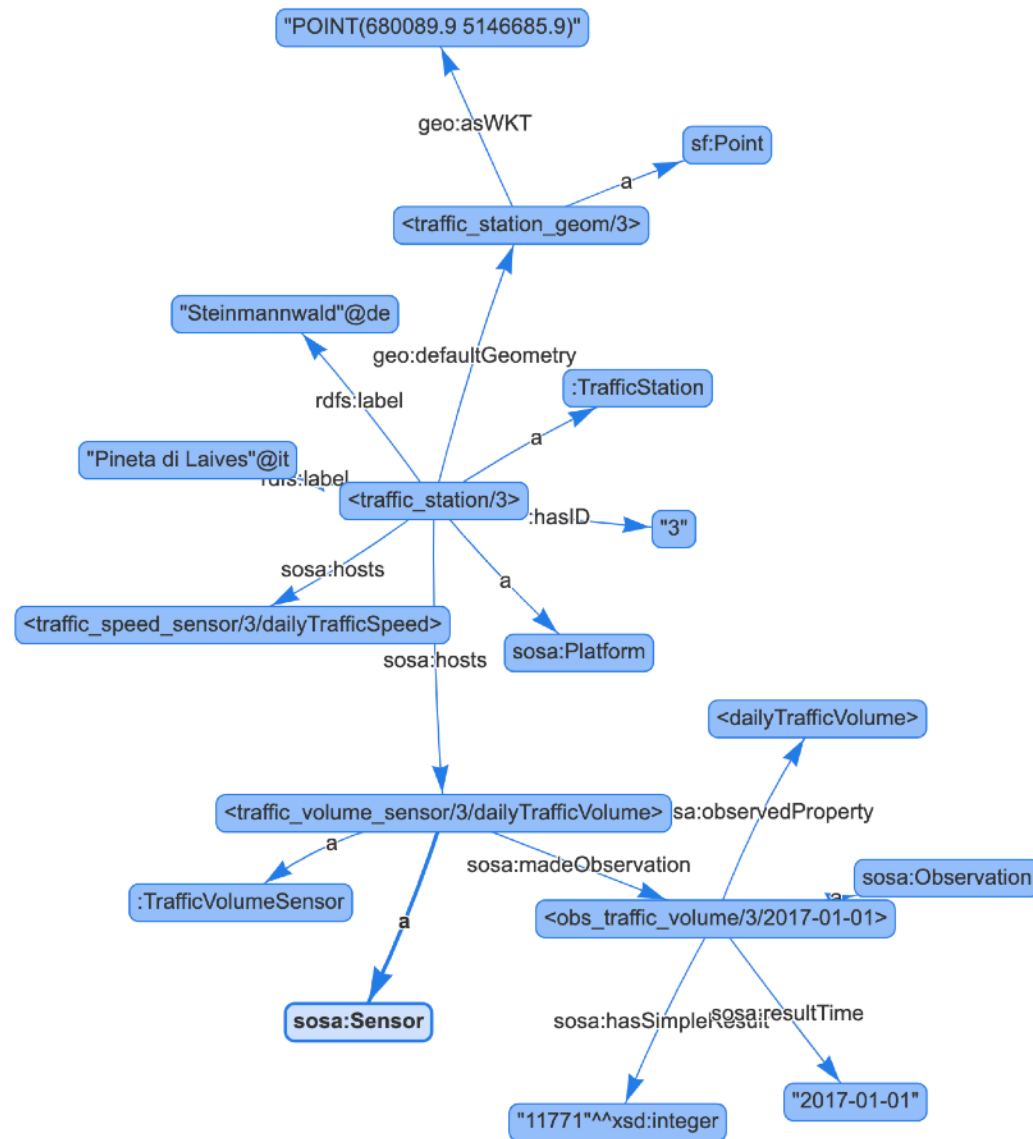 "POINT(680089.9 5146685.9)"
geo:asWKT
sf:Point
a
<traffic_station_geom/3>
"Steinmannwald"@de
geo:defaultGeometry
:TrafficStation
rdfs:label
a
"Pineta di Laives"@it
rdfs:label
<traffic_station/3>
:hasID
"3"
sosa:hosts
a
<traffic_speed_sensor/3/dailyTrafficSpeed>
sosa:Platform
sosa:hosts
<dailyTrafficVolume>
<traffic_volume_sensor/3/dailyTrafficVolume>
sa:observedProperty
a
sosa:madeObservation
sosa:Observation
:TrafficVolumeSensor
a
<obs_traffic_volume/3/2017-01-01>
a
sosa:Sensor
sosa:hasSimpleResult
sosa:resultTime
"11771"^^xsd:integer
"2017-01-01"